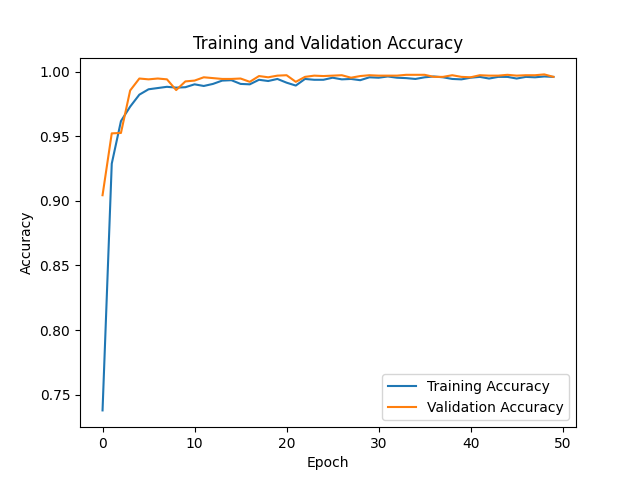 Training and Validation Accuracy
1.00
0.95
0.90
0.85
0.80
0.75
Accuracy
Training Accuracy
Validation Accuracy
0 10 20 30 40 50
Epoch